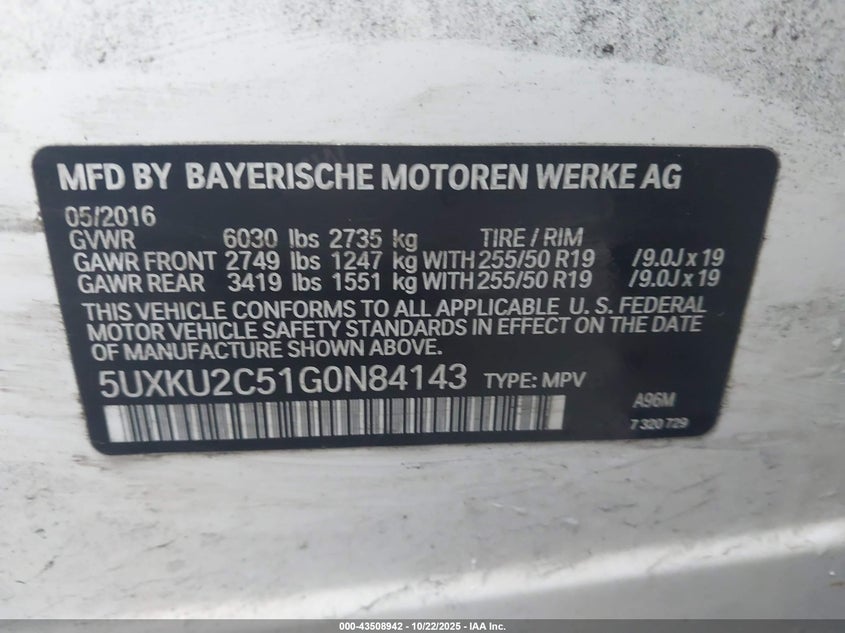 MFD BY BAYERISCHE MOTOREN WERKE AG
05/2016
GVWR 6030 lbs 2735 kg TIRE / RIM
GAWR FRONT 2749 lbs 1247 kg WITH 255/50 R19 /9.0J x 19
GAWR REAR 3419 lbs 1551 kg WITH 255/50 R19 /9.0J x 19
THIS VEHICLE CONFORMS TO ALL APPLICABLE U. S. FEDERAL
MOTOR VEHICLE SAFETY STANDARDS IN EFFECT ON THE DATE
OF MANUFACTURE SHOWN ABOVE.
5UXKU2C51G0N84143 TYPE: MPV
A96M
7 320 729
000-43508942 - 10/22/2025 - IAA Inc.